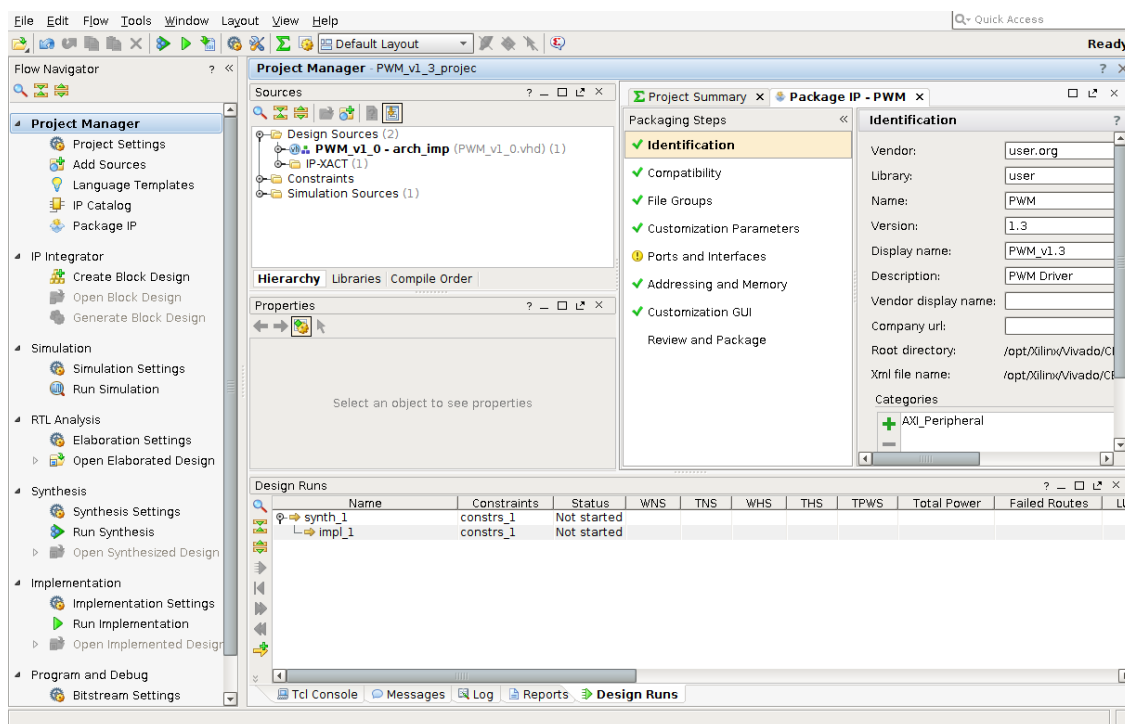 File Edit Flow Tools Window Layout View Help
Quick Access
Default Layout
Ready
Flow Navigator ? «
Project Manager
Project Settings
Add Sources
Language Templates
IP Catalog
Package IP
IP Integrator
Create Block Design
Open Block Design
Generate Block Design
Simulation
Simulation Settings
Run Simulation
RTL Analysis
Elaboration Settings
Open Elaborated Design
Synthesis
Synthesis Settings
Run Synthesis
Open Synthesized Design
Implementation
Implementation Settings
Run Implementation
Open Implemented Design
Program and Debug
Bitstream Settings
Project Manager - PWM_v1_3_projec ?
Sources ?
Design Sources (2)
PWM_v1_0 - arch_imp (PWM_v1_0.vhd) (1)
IP-XACT (1)
Constraints
Simulation Sources (1)
Hierarchy Libraries Compile Order
Properties ?
Select an object to see properties
Project Summary Package IP - PWM
Packaging Steps «
Identification
Compatibility
File Groups
Customization Parameters
Ports and Interfaces
Addressing and Memory
Customization GUI
Review and Package
Identification ?
Vendor: user.org
Library: user
Name: PWM
Version: 1.3
Display name: PWM_v1.3
Description: PWM Driver
Vendor display name:
Company url:
Root directory: /opt/Xilinx/Vivado/
Xml file name: /opt/Xilinx/Vivado/
Categories
AXI_Peripheral
Design Runs ?
Name Constraints Status WNS TNS WHS THS TPWS Total Power Failed Routes
synth_1 constrs_1 Not started
impl_1 constrs_1 Not started
Tcl Console Messages Log Reports Design Runs